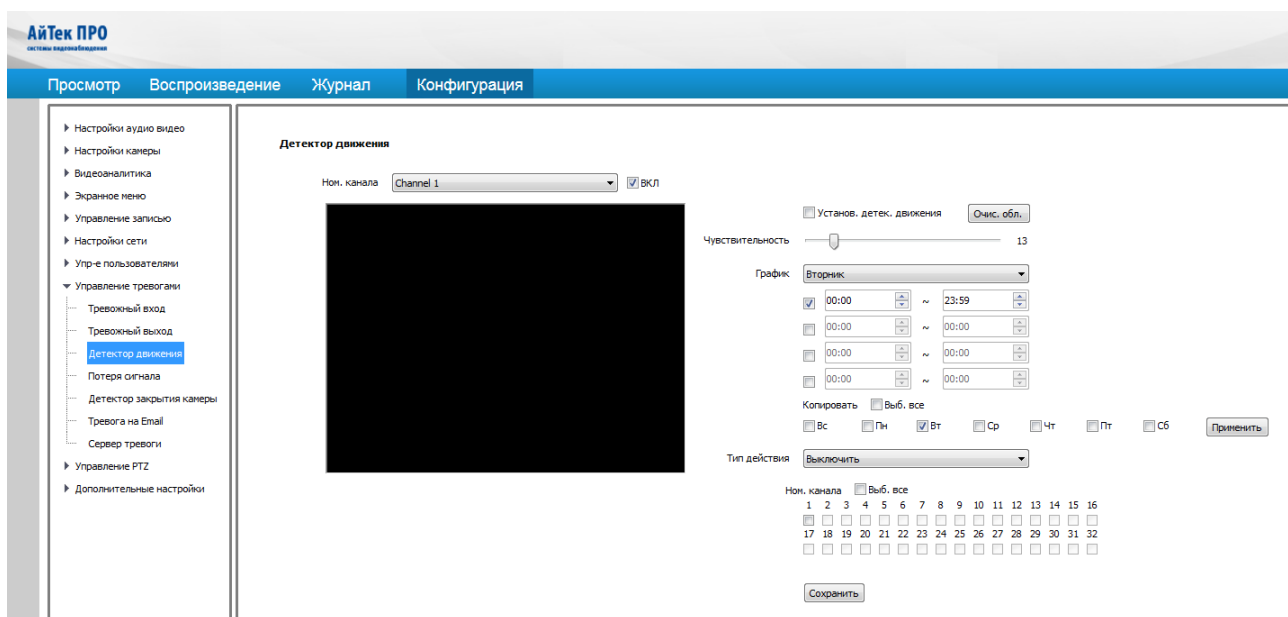 АйТек ПРО
системы видеонаблюдения
Просмотр Воспроизведение Журнал Конфигурация
Настройки аудио видео
Настройки камеры
Видеоаналитика
Экранное меню
Управление записью
Настройки сети
Упр-е пользователями
Управление тревогами
Тревожный вход
Тревожный выход
Детектор движения
Потеря сигнала
Детектор закрытия камеры
Тревога на Email
Сервер тревоги
Управление PTZ
Дополнительные настройки
Детектор движения
Ном. канала Channel 1 ВКЛ
Установ. детек. движения Очис. обл.
Чувствительность 13
График Вторник
00:00 ~ 23:59
00:00 ~ 00:00
00:00 ~ 00:00
00:00 ~ 00:00
Копировать Выб. все
Вс Пн Вт Ср Чт Пт Сб Применить
Тип действия Выключить
Ном. канала Выб. все
1 2 3 4 5 6 7 8 9 10 11 12 13 14 15 16
17 18 19 20 21 22 23 24 25 26 27 28 29 30 31 32
Сохранить